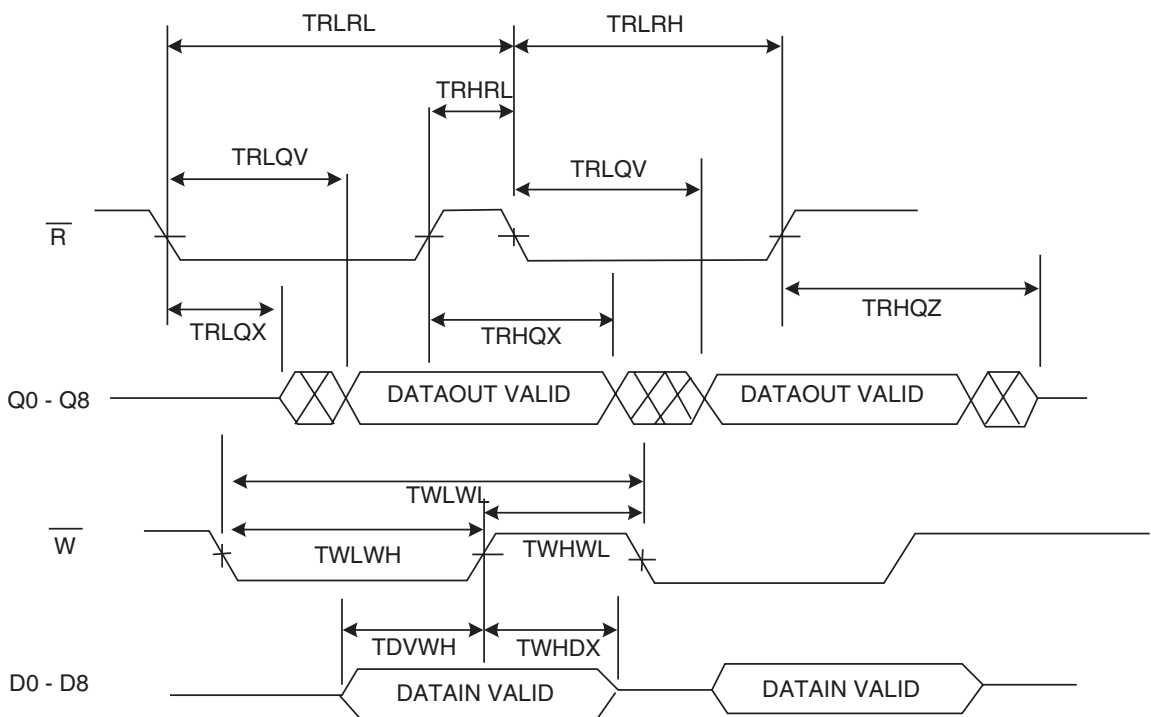 TRLRL
TRLRH
TRHRL
TRLQV
TRLQV
R
TRLQX
TRHQX
TRHQZ
Q0 - Q8
DATAOUT VALID
DATAOUT VALID
TWLWL
W
TWLWH
TWHWL
TDVWH
TWHDX
D0 - D8
DATAIN VALID
DATAIN VALID